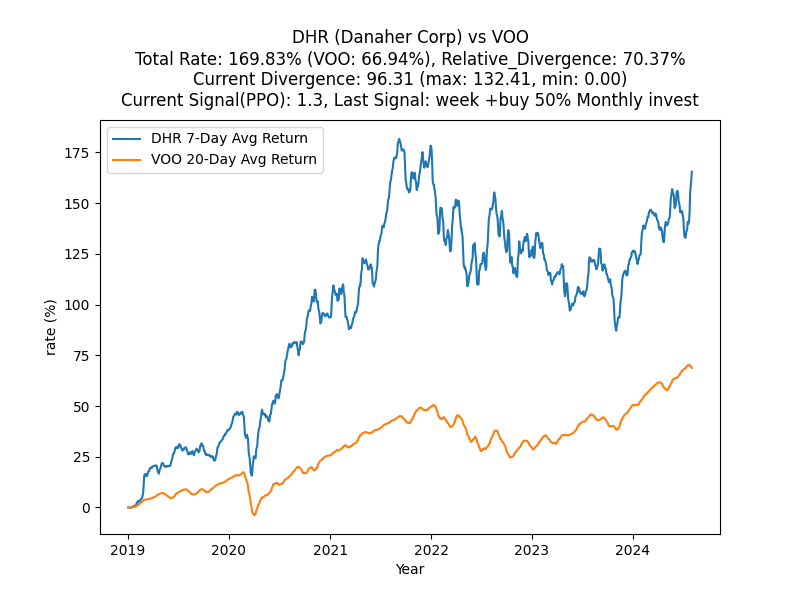 DHR (Danaher Corp) vs VOO
Total Rate: 169.83% (VOO: 66.94%), Relative_Divergence: 70.37%
Current Divergence: 96.31 (max: 132.41, min: 0.00)
Current Signal(PPO): 1.3, Last Signal: week +buy 50% Monthly invest
DHR 7-Day Avg Return
VOO 20-Day Avg Return
175
150
125
100
75
50
25
0
rate (%)
2019
2020
2021
2022
2023
2024
Year